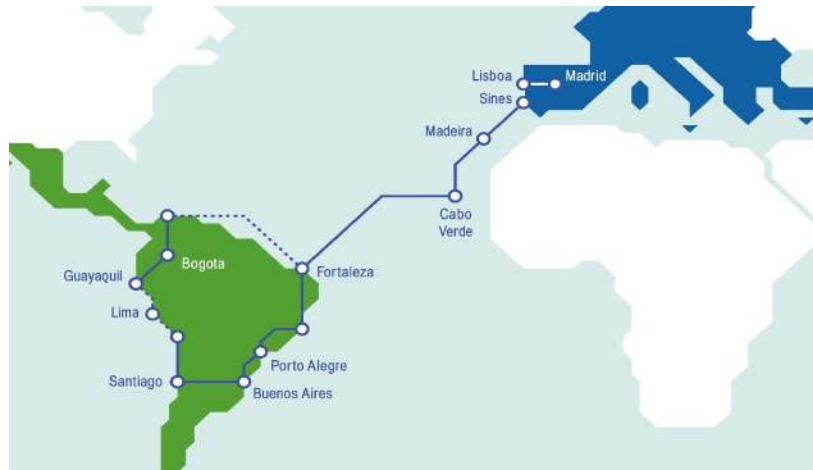 Lisboa
Madrid
Sines
Madeira
Cabo
Verde
Bogota
Guayaquil
Fortaleza
Lima
Porto Alegre
Santiago
Buenos Aires